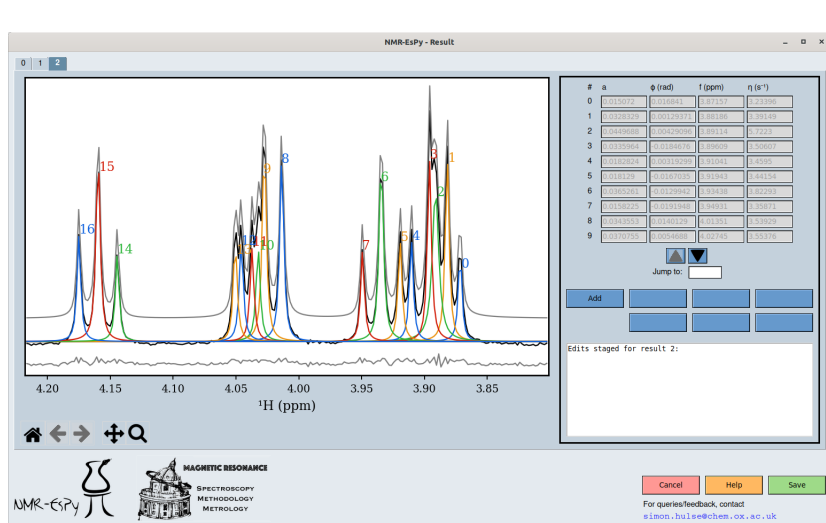 NMR-EsPy - Result
0 1 2
# a ϕ (rad) f (ppm) η (s⁻¹)
0 0.015072 0.016841 3.87157 3.23396
1 0.0328329 0.00129371 3.88186 3.39149
2 0.0449688 0.00429096 3.89114 5.7223
3 0.0335964 -0.0184676 3.89609 3.50607
4 0.0182824 0.00319299 3.91041 3.4595
5 0.018129 -0.0167035 3.91943 3.44154
6 0.0365261 -0.0129942 3.93438 3.82293
7 0.0158225 -0.0191948 3.94931 3.35871
8 0.0343553 0.0140129 4.01351 3.53929
9 0.0370755 0.0054688 4.02745 3.55376
Jump to:
Add
Edits staged for result 2:
15
16
14
9
8
10
6
7
5
4
3
2
1
0
4.20 4.15 4.10 4.05 4.00 3.95 3.90 3.85
¹H (ppm)
NMR-EsPy
MAGNETIC RESONANCE
SPECTROSCOPY
METHODOLOGY
METROLOGY
Cancel Help Save
For queries/feedback, contact
simon.hulse@chem.ox.ac.uk